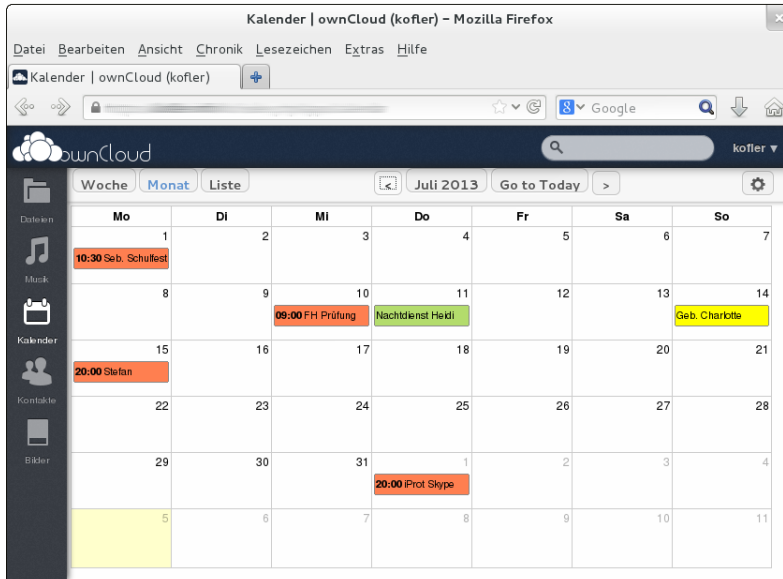 Kalender | ownCloud (kofler) – Mozilla Firefox
Datei Bearbeiten Ansicht Chronik Lesezeichen Extras Hilfe
Kalender | ownCloud (kofler)
Google
ownCloud kofler
Woche Monat Liste < Juli 2013 Go to Today >
Dateien
Musik
Kalender
Kontakte
Bilder
Mo Di Mi Do Fr Sa So
1 2 3 4 5 6 7
10:30 Seb. Schulfest
8 9 10 11 12 13 14
09:00 FH Prüfung Nachtdienst Heidi Geb. Charlotte
15 16 17 18 19 20 21
20:00 Stefan
22 23 24 25 26 27 28
29 30 31 1 2 3 4
20:00 iProt Skype
5 6 7 8 9 10 11